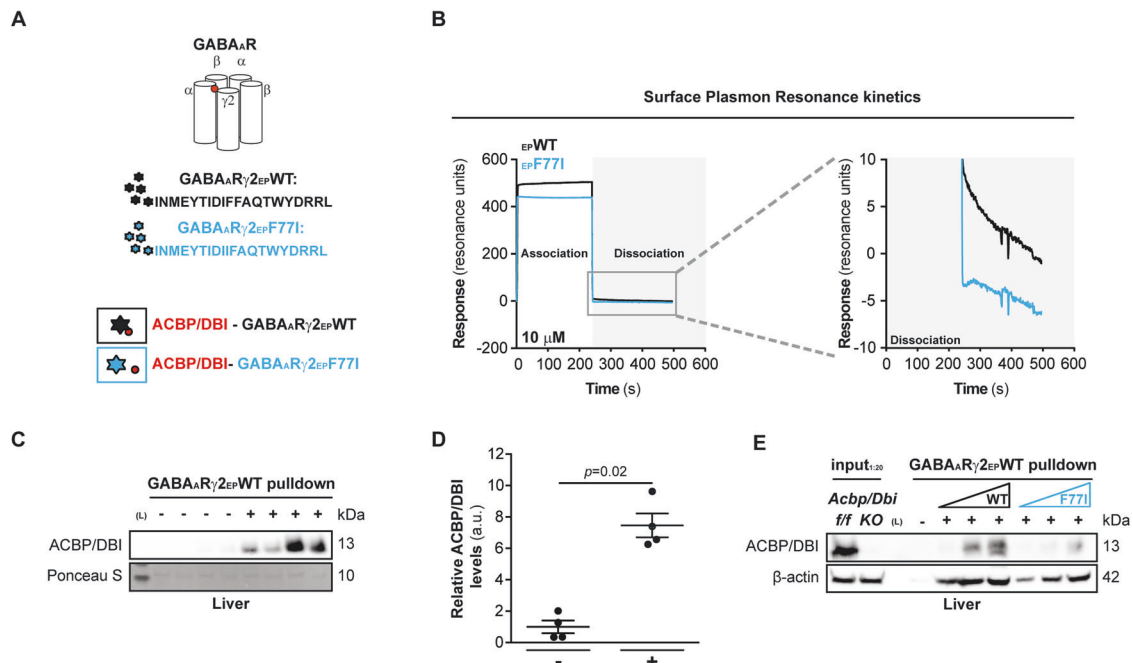 A
GABAAR
β α
α γ2 β
GABAARγ2EPWT:
INMEYTIDIFFAQTWYDRRL
GABAARγ2EPF77I:
INMEYTIDIIFAQTWYDRRL
ACBP/DBI - GABAARγ2EPWT
ACBP/DBI- GABAARγ2EPF77I
B
Surface Plasmon Resonance kinetics
EPWT
EPF77I
Response (resonance units)
600
400
200
0
-200
Association
Dissociation
10 µM
0 100 200 300 400 500 600
Time (s)
Response (resonance units)
10
5
0
-5
-10
Dissociation
0 100 200 300 400 500 600
Time (s)
C
GABAARγ2EPWT pulldown
(L) - - - - + + + + kDa
ACBP/DBI 13
Ponceau S 10
Liver
D
Relative ACBP/DBI
levels (a.u.)
12
10
8
6
4
2
0
p=0.02
- +
E
input1:20 GABAARγ2EPWT pulldown
Acbp/Dbi WT F77I
f/f KO (L) - + + + + + + kDa
ACBP/DBI 13
β-actin 42
Liver